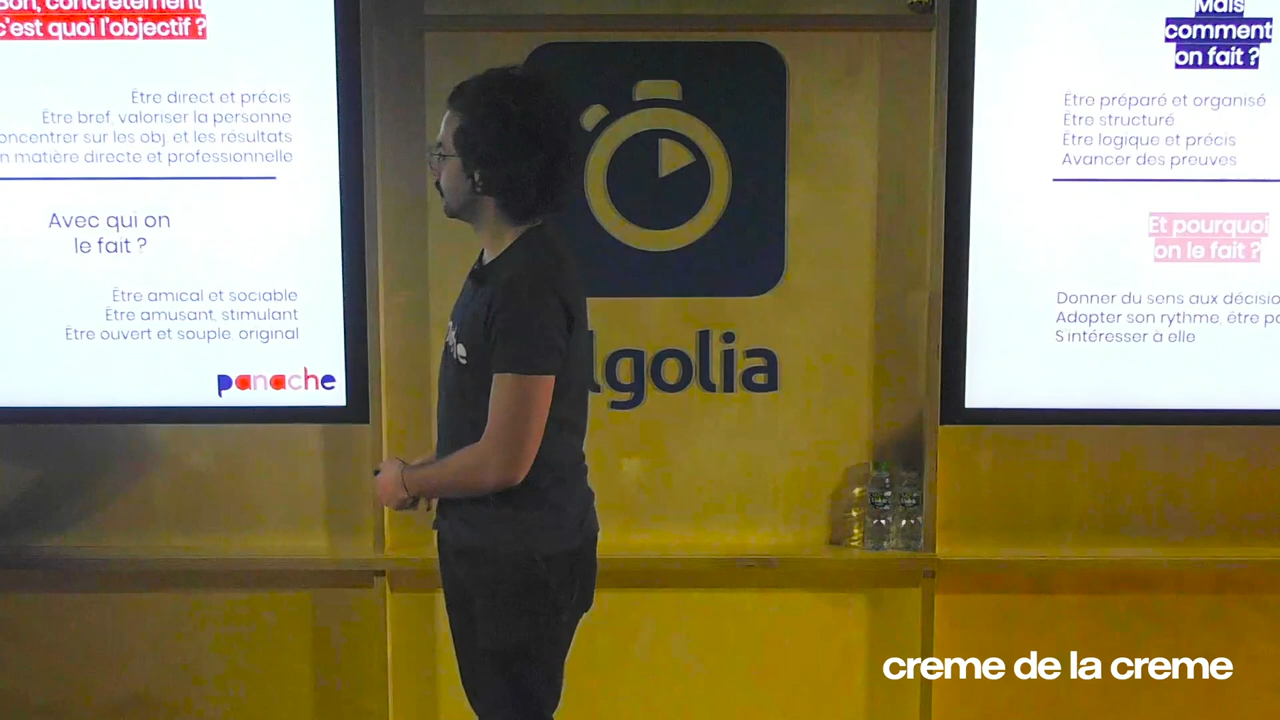 Bon, concrètement
c'est quoi l'objectif ?
Être direct et précis
Être bref, valoriser la personne
concentrer sur les obj. et les résultats
matière directe et professionnelle
Avec qui on
le fait ?
Être amical et sociable
Être amusant, stimulant
Être ouvert et souple, original
panache
lgolia
Mais
comment
on fait ?
Être préparé et organisé
Être structuré
Être logique et précis
Avancer des preuves
Et pourquoi
on le fait ?
Donner du sens aux décisio
Adopter son rythme, être
S'intéresser à elle
creme de la creme